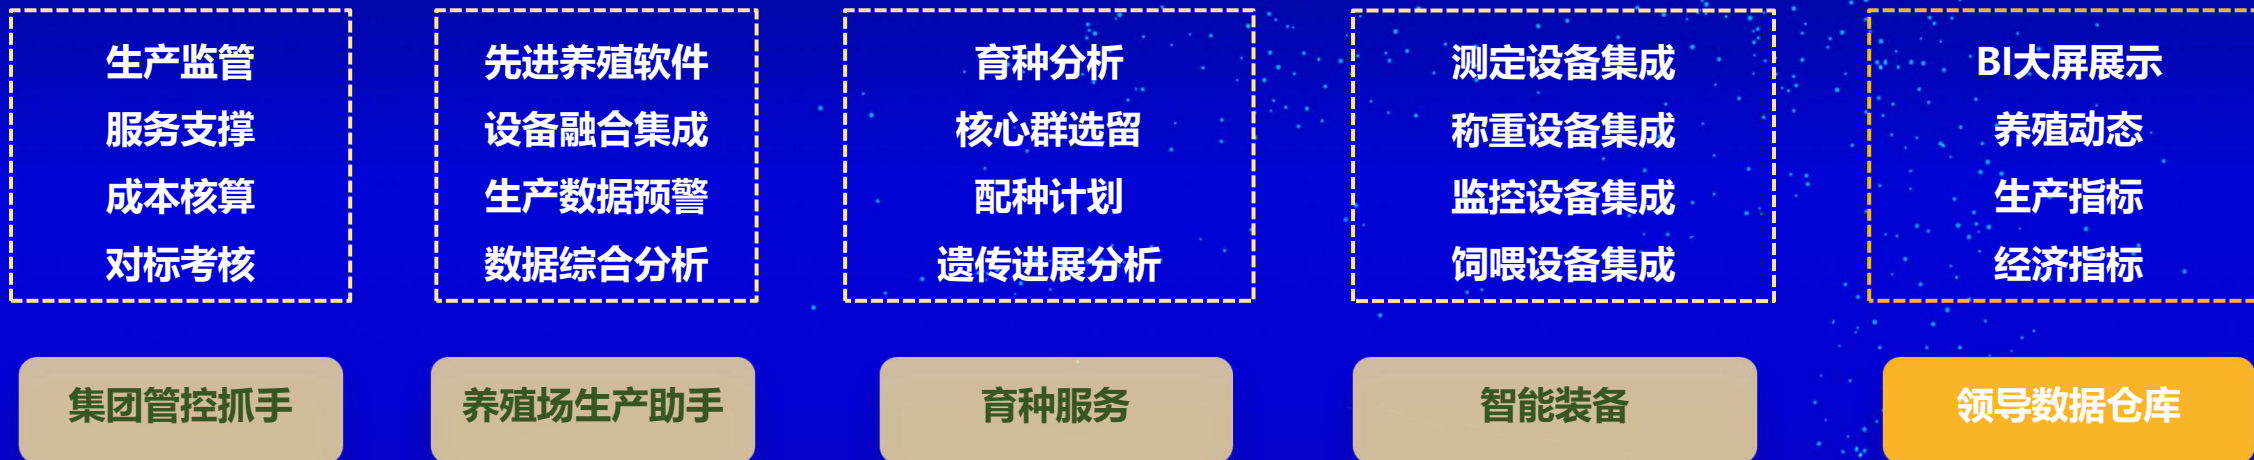 生产监管
服务支撑
成本核算
对标考核
集团管控抓手
先进养殖软件
设备融合集成
生产数据预警
数据综合分析
养殖场生产助手
育种分析
核心群选留
配种计划
遗传进展分析
育种服务
测定设备集成
称重设备集成
监控设备集成
饲喂设备集成
智能装备
BI大屏展示
养殖动态
生产指标
经济指标
领导数据仓库